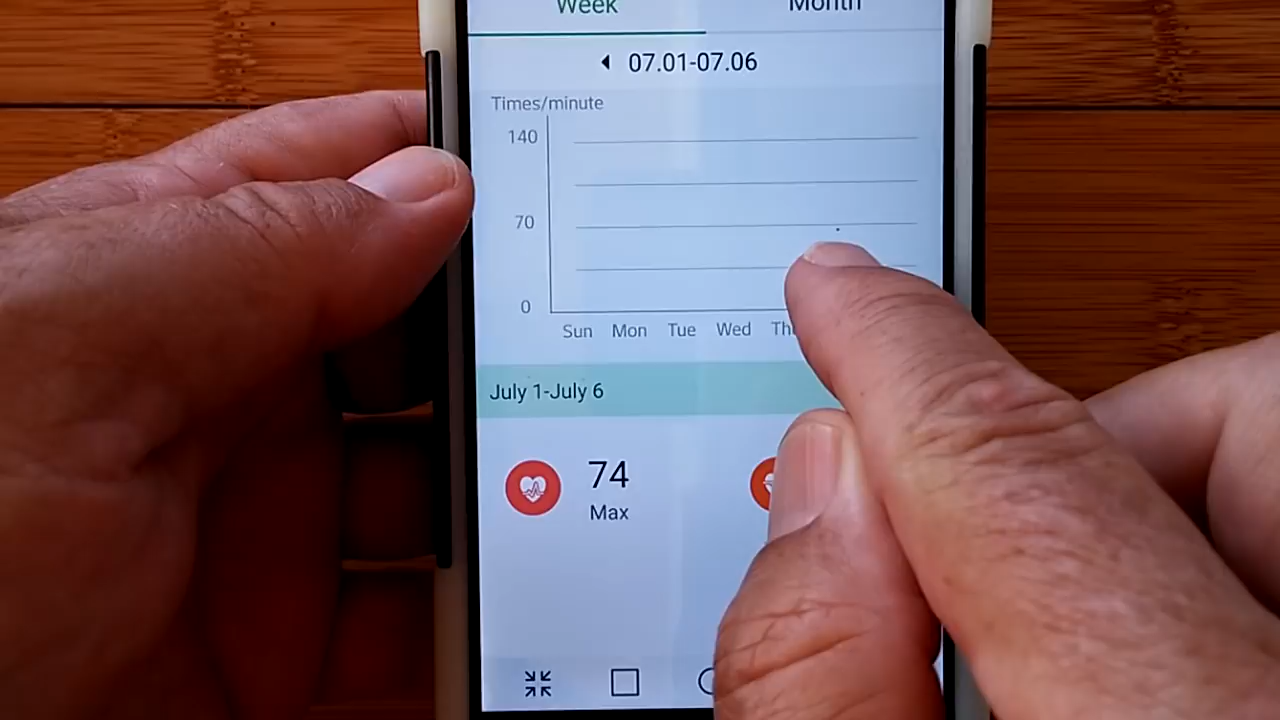 Week Month
07.01-07.06
Times/minute
140
70
0
Sun Mon Tue Wed
July 1-July 6
74
Max